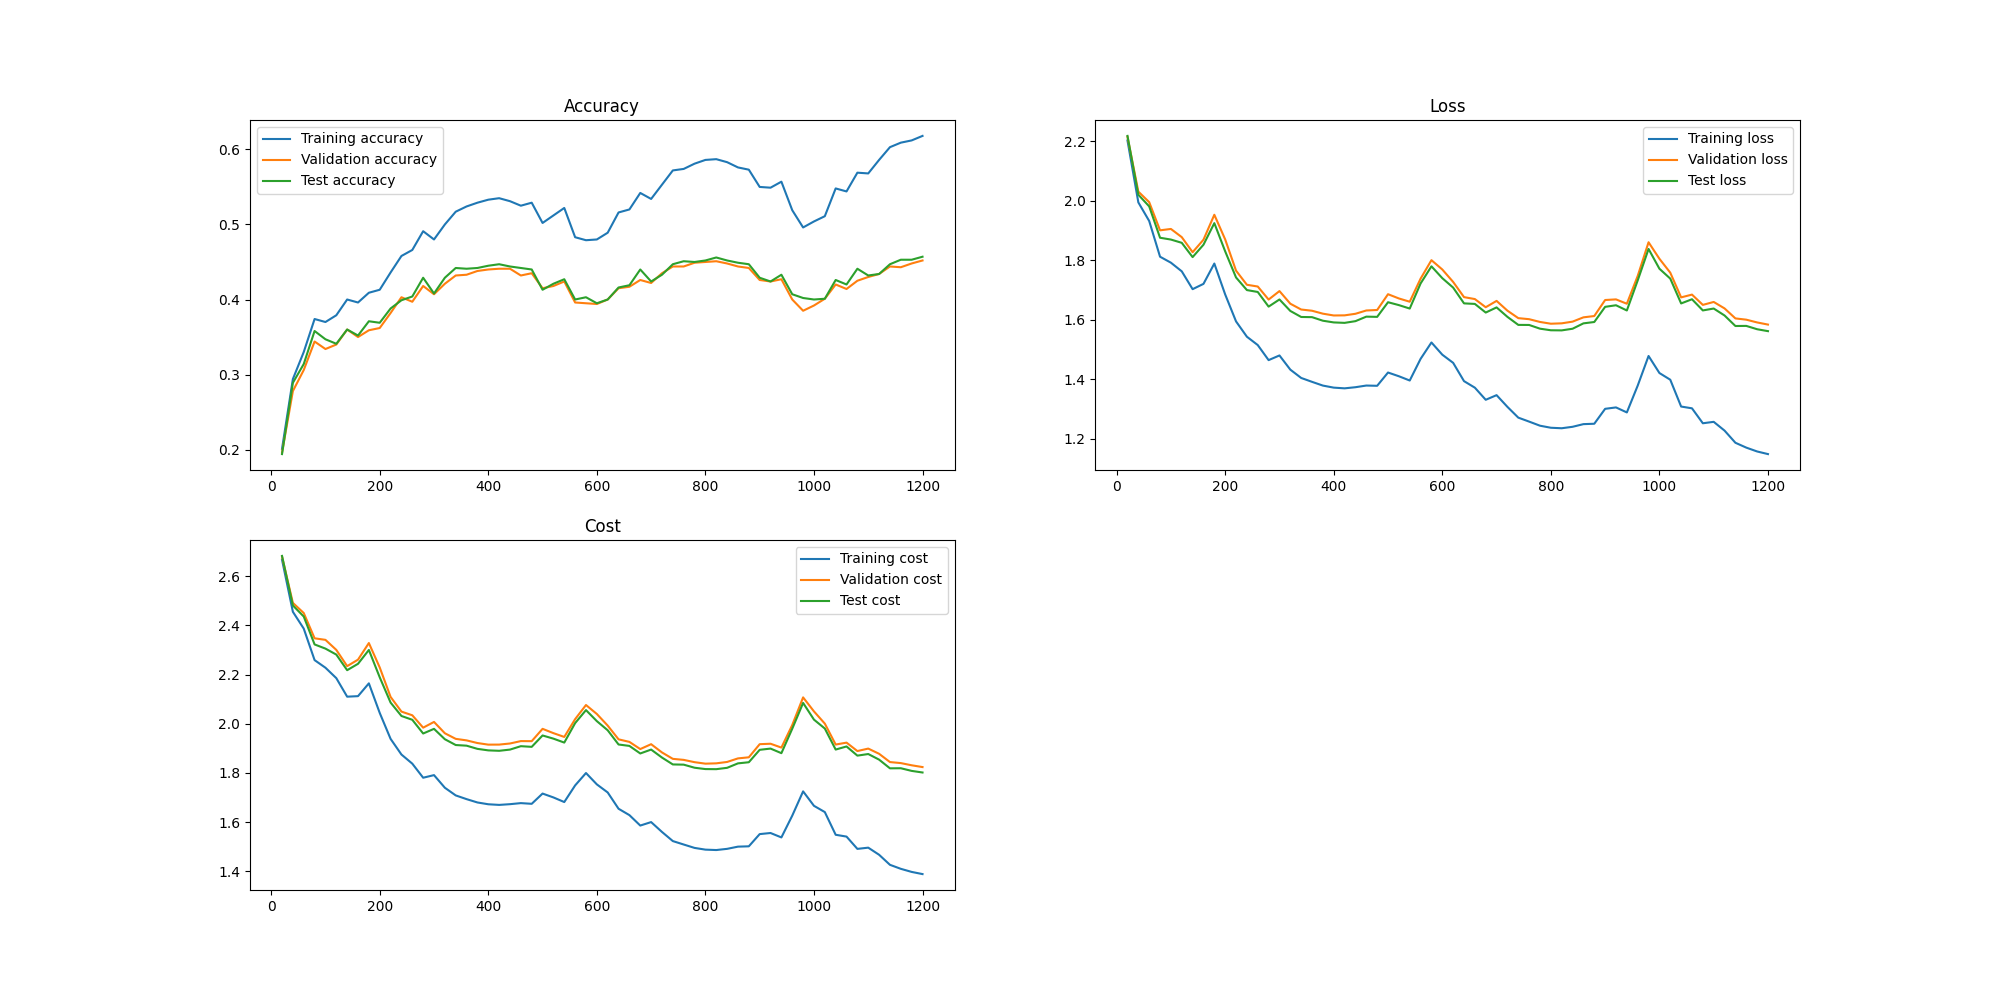 Accuracy
Training accuracy
Validation accuracy
Test accuracy
0.6
0.5
0.4
0.3
0.2
0 200 400 600 800 1000 1200
Loss
Training loss
Validation loss
Test loss
2.2
2.0
1.8
1.6
1.4
1.2
0 200 400 600 800 1000 1200
Cost
Training cost
Validation cost
Test cost
2.6
2.4
2.2
2.0
1.8
1.6
1.4
0 200 400 600 800 1000 1200